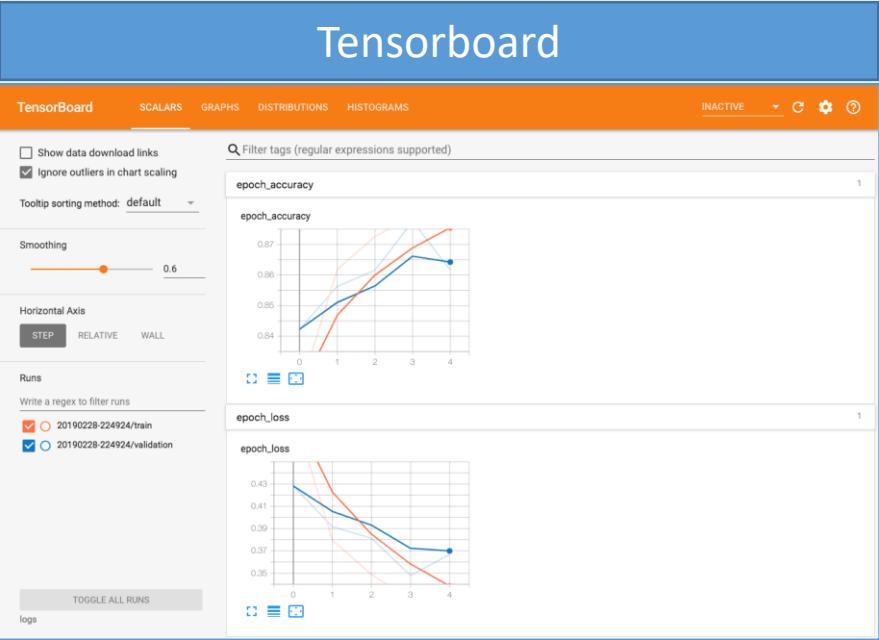 Tensorboard
TensorBoard SCALARS GRAPHS DISTRIBUTIONS HISTOGRAMS INACTIVE
Show data download links
Ignore outliers in chart scaling
Tooltip sorting method: default
Smoothing
0.6
Horizontal Axis
STEP RELATIVE WALL
Runs
Write a regex to filter runs
20190228-224924/train
20190228-224924/validation
TOGGLE ALL RUNS
logs
Filter tags (regular expressions supported)
epoch_accuracy 1
epoch_accuracy
0.87
0.86
0.85
0.84
0 1 2 3 4
epoch_loss 1
epoch_loss
0.43
0.41
0.39
0.37
0.35
0 1 2 3 4